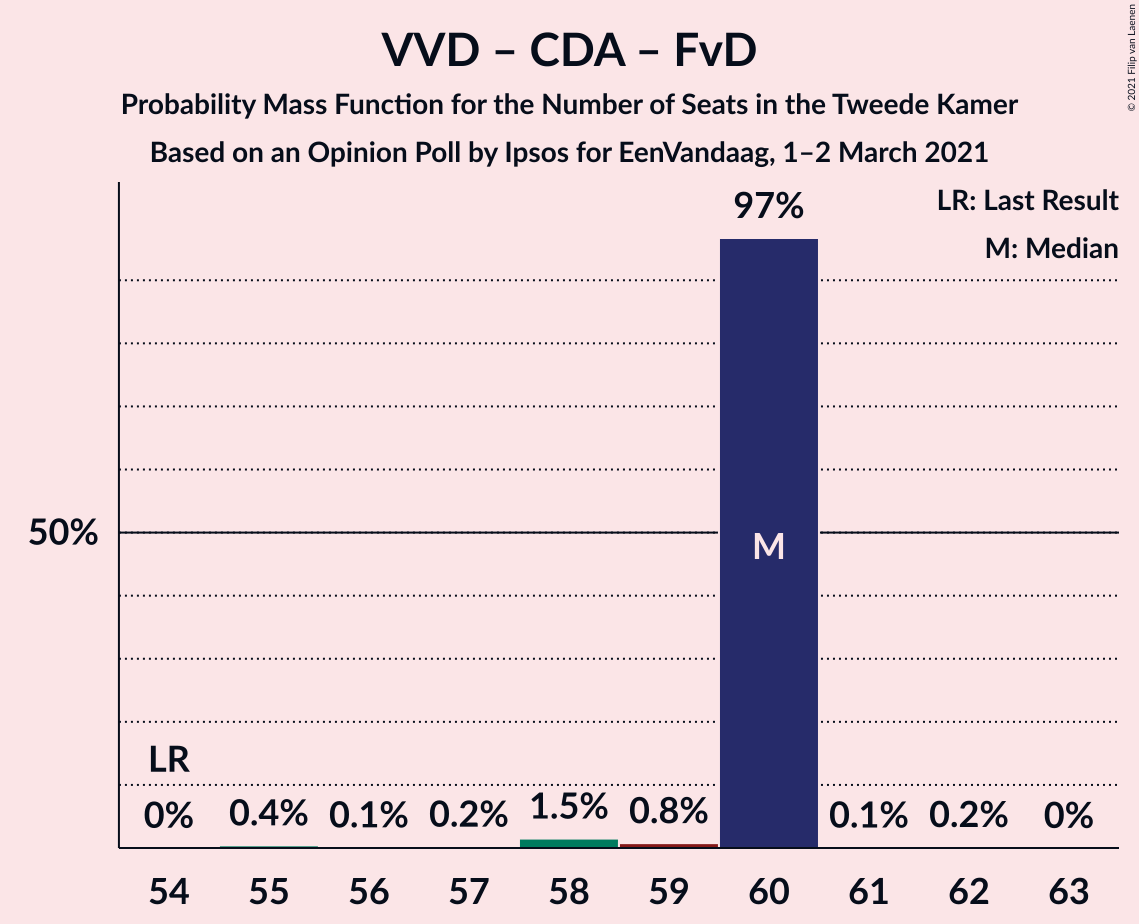 VVD – CDA – FvD
Probability Mass Function for the Number of Seats in the Tweede Kamer
Based on an Opinion Poll by Ipsos for EenVandaag, 1–2 March 2021
© 2021 Filip van Laenen
LR: Last Result
M: Median
97%
50%
M
LR
0% 0.4% 0.1% 0.2% 1.5% 0.8% 0.1% 0.2% 0%
54 55 56 57 58 59 60 61 62 63